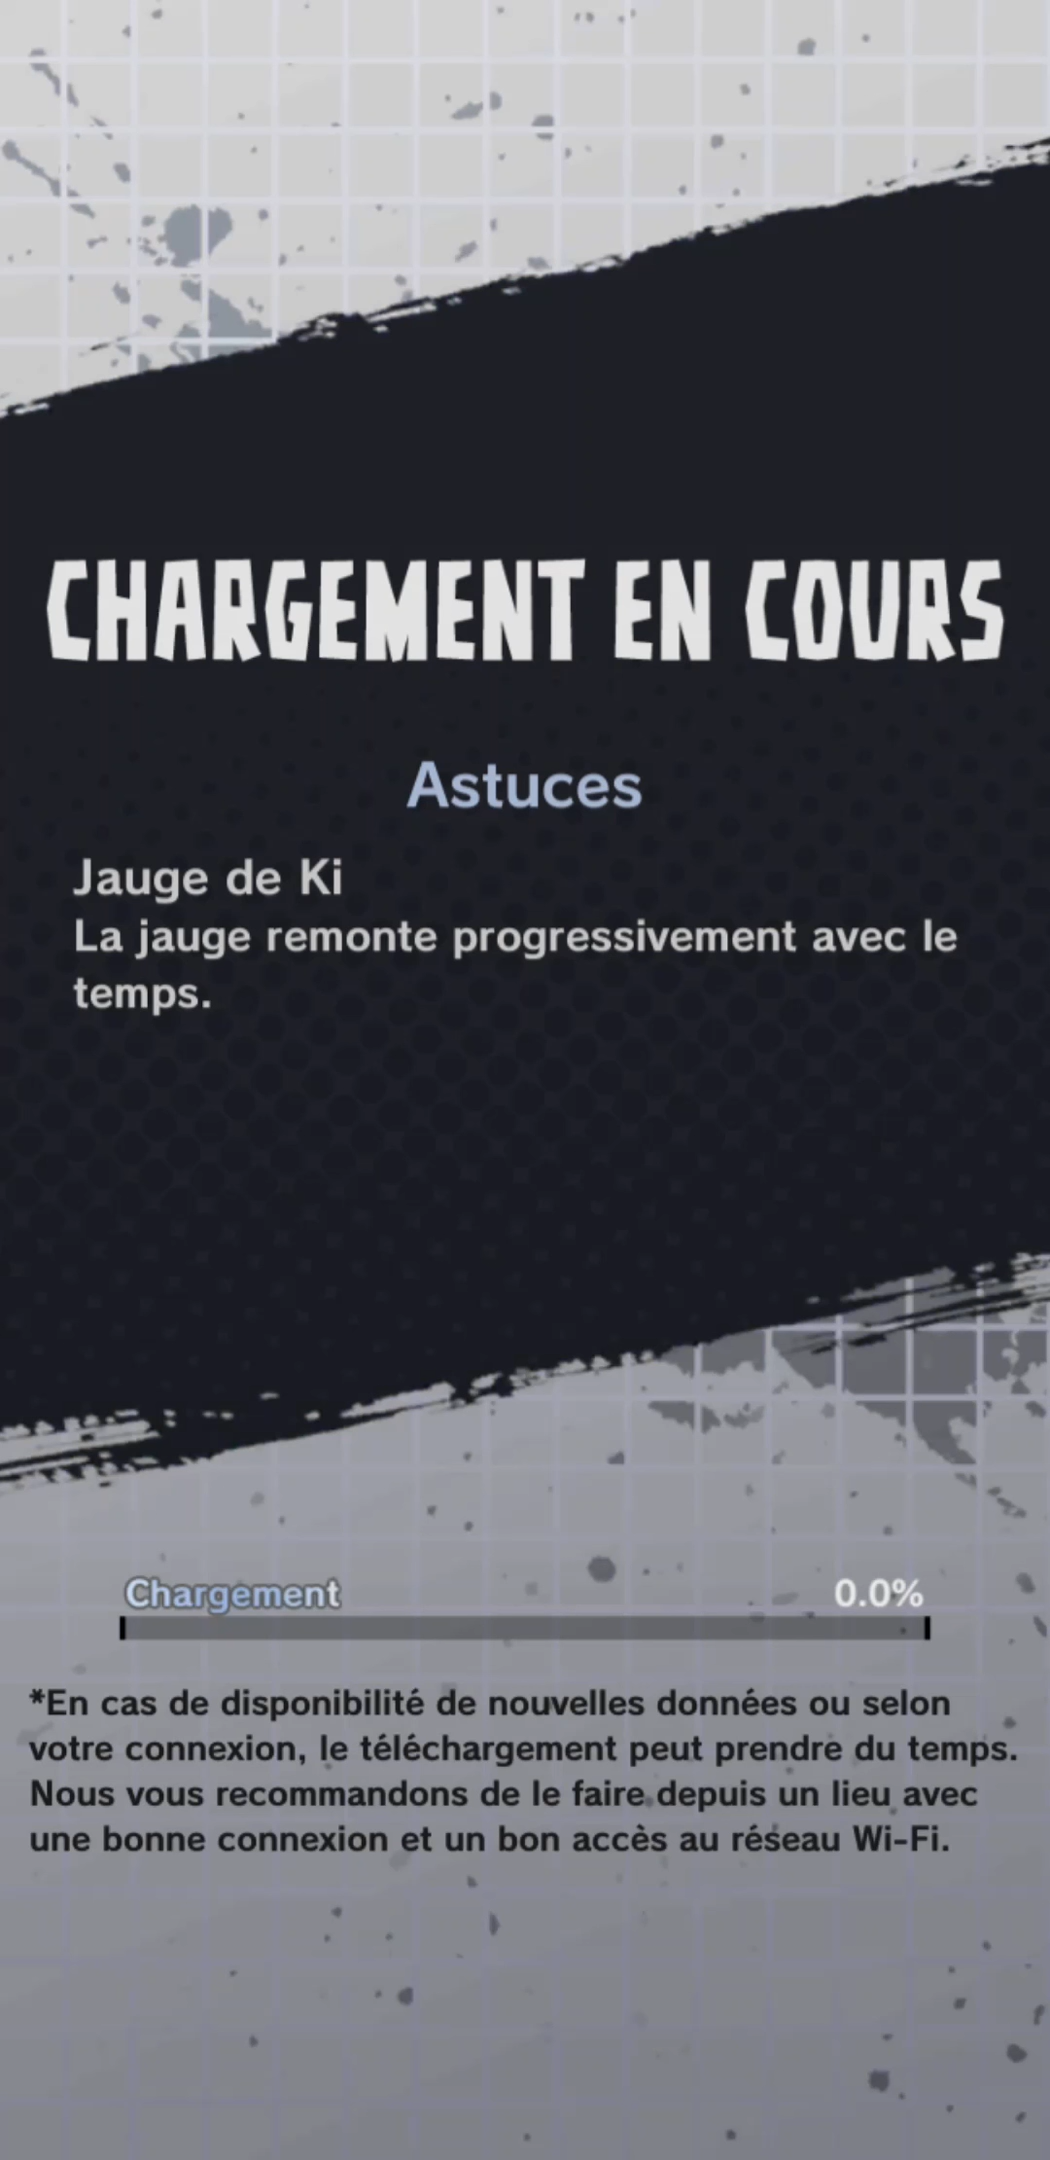 CHARGEMENT EN COURS
Astuces
Jauge de Ki
La jauge remonte progressivement avec le
temps.
Chargement 0.0%
*En cas de disponibilité de nouvelles données ou selon
votre connexion, le téléchargement peut prendre du temps.
Nous vous recommandons de le faire depuis un lieu avec
une bonne connexion et un bon accès au réseau Wi-Fi.